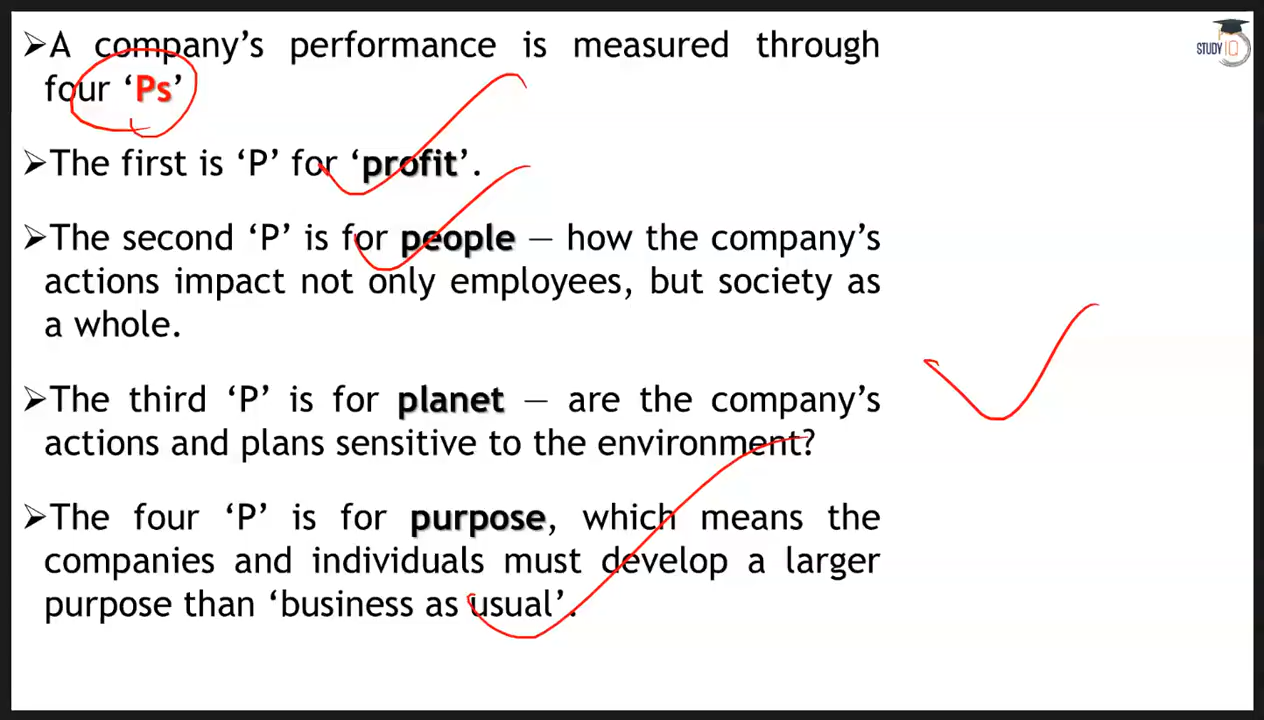 ➢A company’s performance is measured through
four ‘Ps’
➢The first is ‘P’ for ‘profit’.
➢The second ‘P’ is for people — how the company’s
actions impact not only employees, but society as
a whole.
➢The third ‘P’ is for planet — are the company’s
actions and plans sensitive to the environment?
➢The four ‘P’ is for purpose, which means the
companies and individuals must develop a larger
purpose than ‘business as usual’.
STUDY IQ